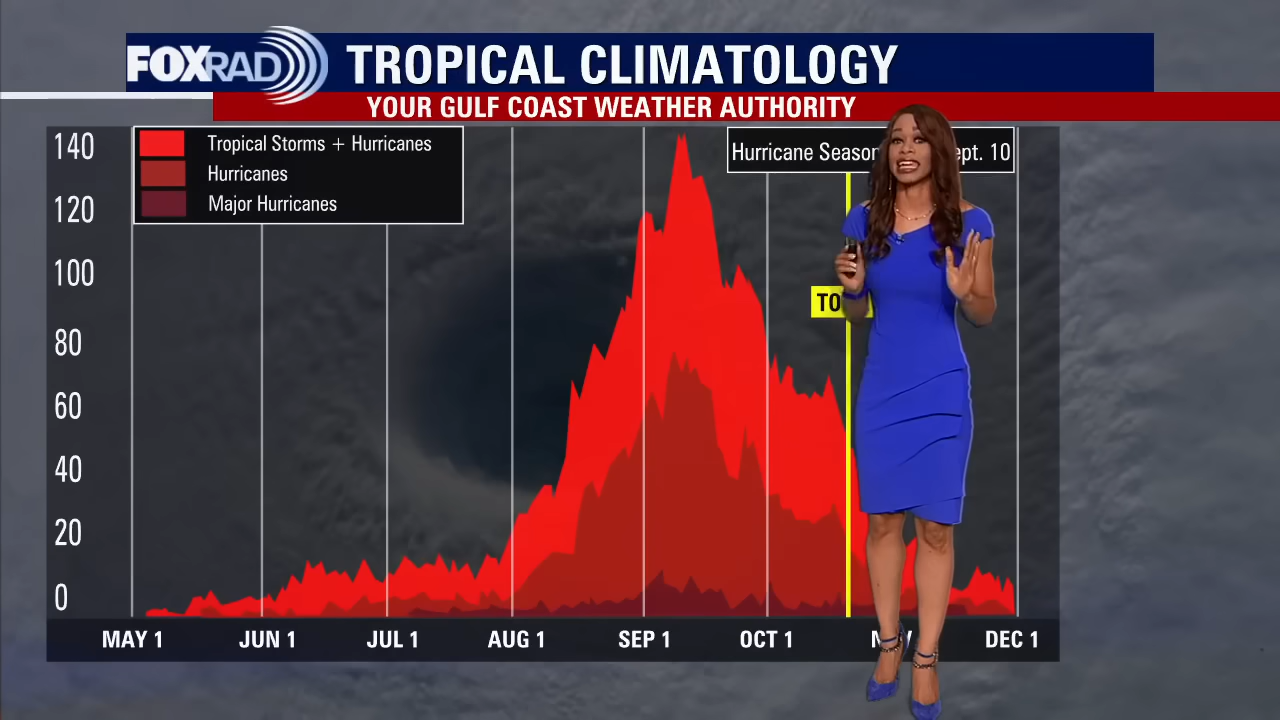 FOXRAD
TROPICAL CLIMATOLOGY
YOUR GULF COAST WEATHER AUTHORITY
140
120
100
80
60
40
20
0
Tropical Storms + Hurricanes
Hurricanes
Major Hurricanes
Hurricane Season 10
MAY 1
JUN 1
JUL 1
AUG 1
SEP 1
OCT 1
DEC 1